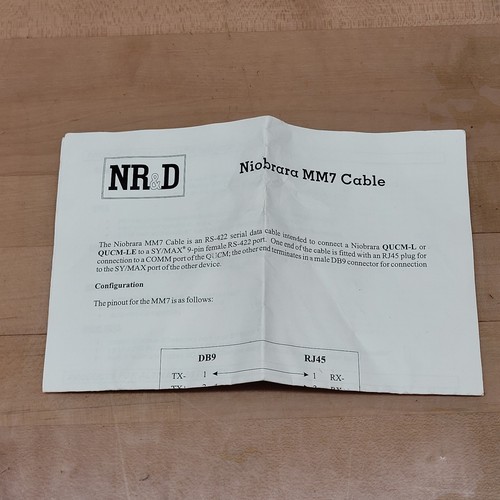 NR&D
Niobrara MM7 Cable
The Niobrara MM7 Cable is an RS-422 serial data cable intended to connect a Niobrara QUCM-L or
QUCM-LE to a SY/MAX® 9-pin female RS-422 port. One end of the cable is fitted with an RJ45 plug for
connection to a COMM port of the QUCM; the other end terminates in a male DB9 connector for connection
to the SY/MAX port of the other device.
Configuration
The pinout for the MM7 is as follows:
DB9 RJ45
TX- 1 1 RX-